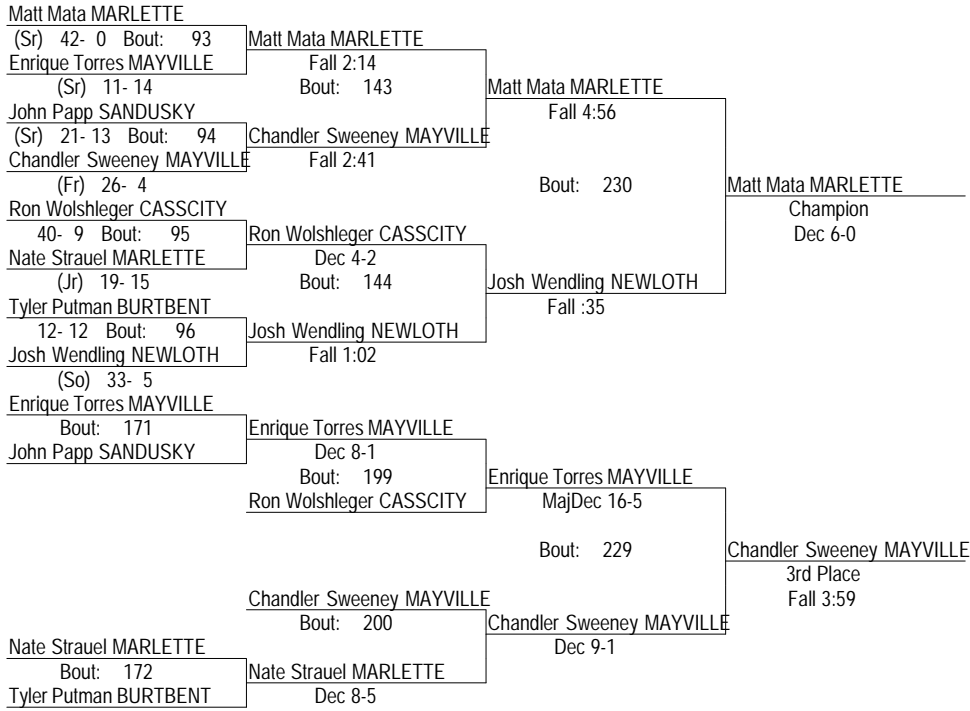 Matt Mata MARLETTE
(Sr) 42- 0 Bout: 93
Enrique Torres MAYVILLE
(Sr) 11- 14
John Papp SANDUSKY
(Sr) 21- 13 Bout: 94
Chandler Sweeney MAYVILLE
(Fr) 26- 4
Ron Wolshleger CASSCITY
40- 9 Bout: 95
Nate Strauel MARLETTE
(Jr) 19- 15
Tyler Putman BURTBENT
12- 12 Bout: 96
Josh Wendling NEWLOTH
(So) 33- 5
Matt Mata MARLETTE
Fall 2:14
Bout: 143
Chandler Sweeney MAYVILLE
Fall 2:41
Ron Wolshleger CASSCITY
Dec 4-2
Bout: 144
Josh Wendling NEWLOTH
Fall 1:02
Matt Mata MARLETTE
Fall 4:56
Bout: 230
Josh Wendling NEWLOTH
Fall :35
Matt Mata MARLETTE
Champion
Dec 6-0
Enrique Torres MAYVILLE
Bout: 171
John Papp SANDUSKY
Nate Strauel MARLETTE
Bout: 172
Tyler Putman BURTBENT
Enrique Torres MAYVILLE
Dec 8-1
Bout: 199
Ron Wolshleger CASSCITY
Chandler Sweeney MAYVILLE
Bout: 200
Nate Strauel MARLETTE
Dec 8-5
Enrique Torres MAYVILLE
MajDec 16-5
Bout: 229
Chandler Sweeney MAYVILLE
Dec 9-1
Chandler Sweeney MAYVILLE
3rd Place
Fall 3:59